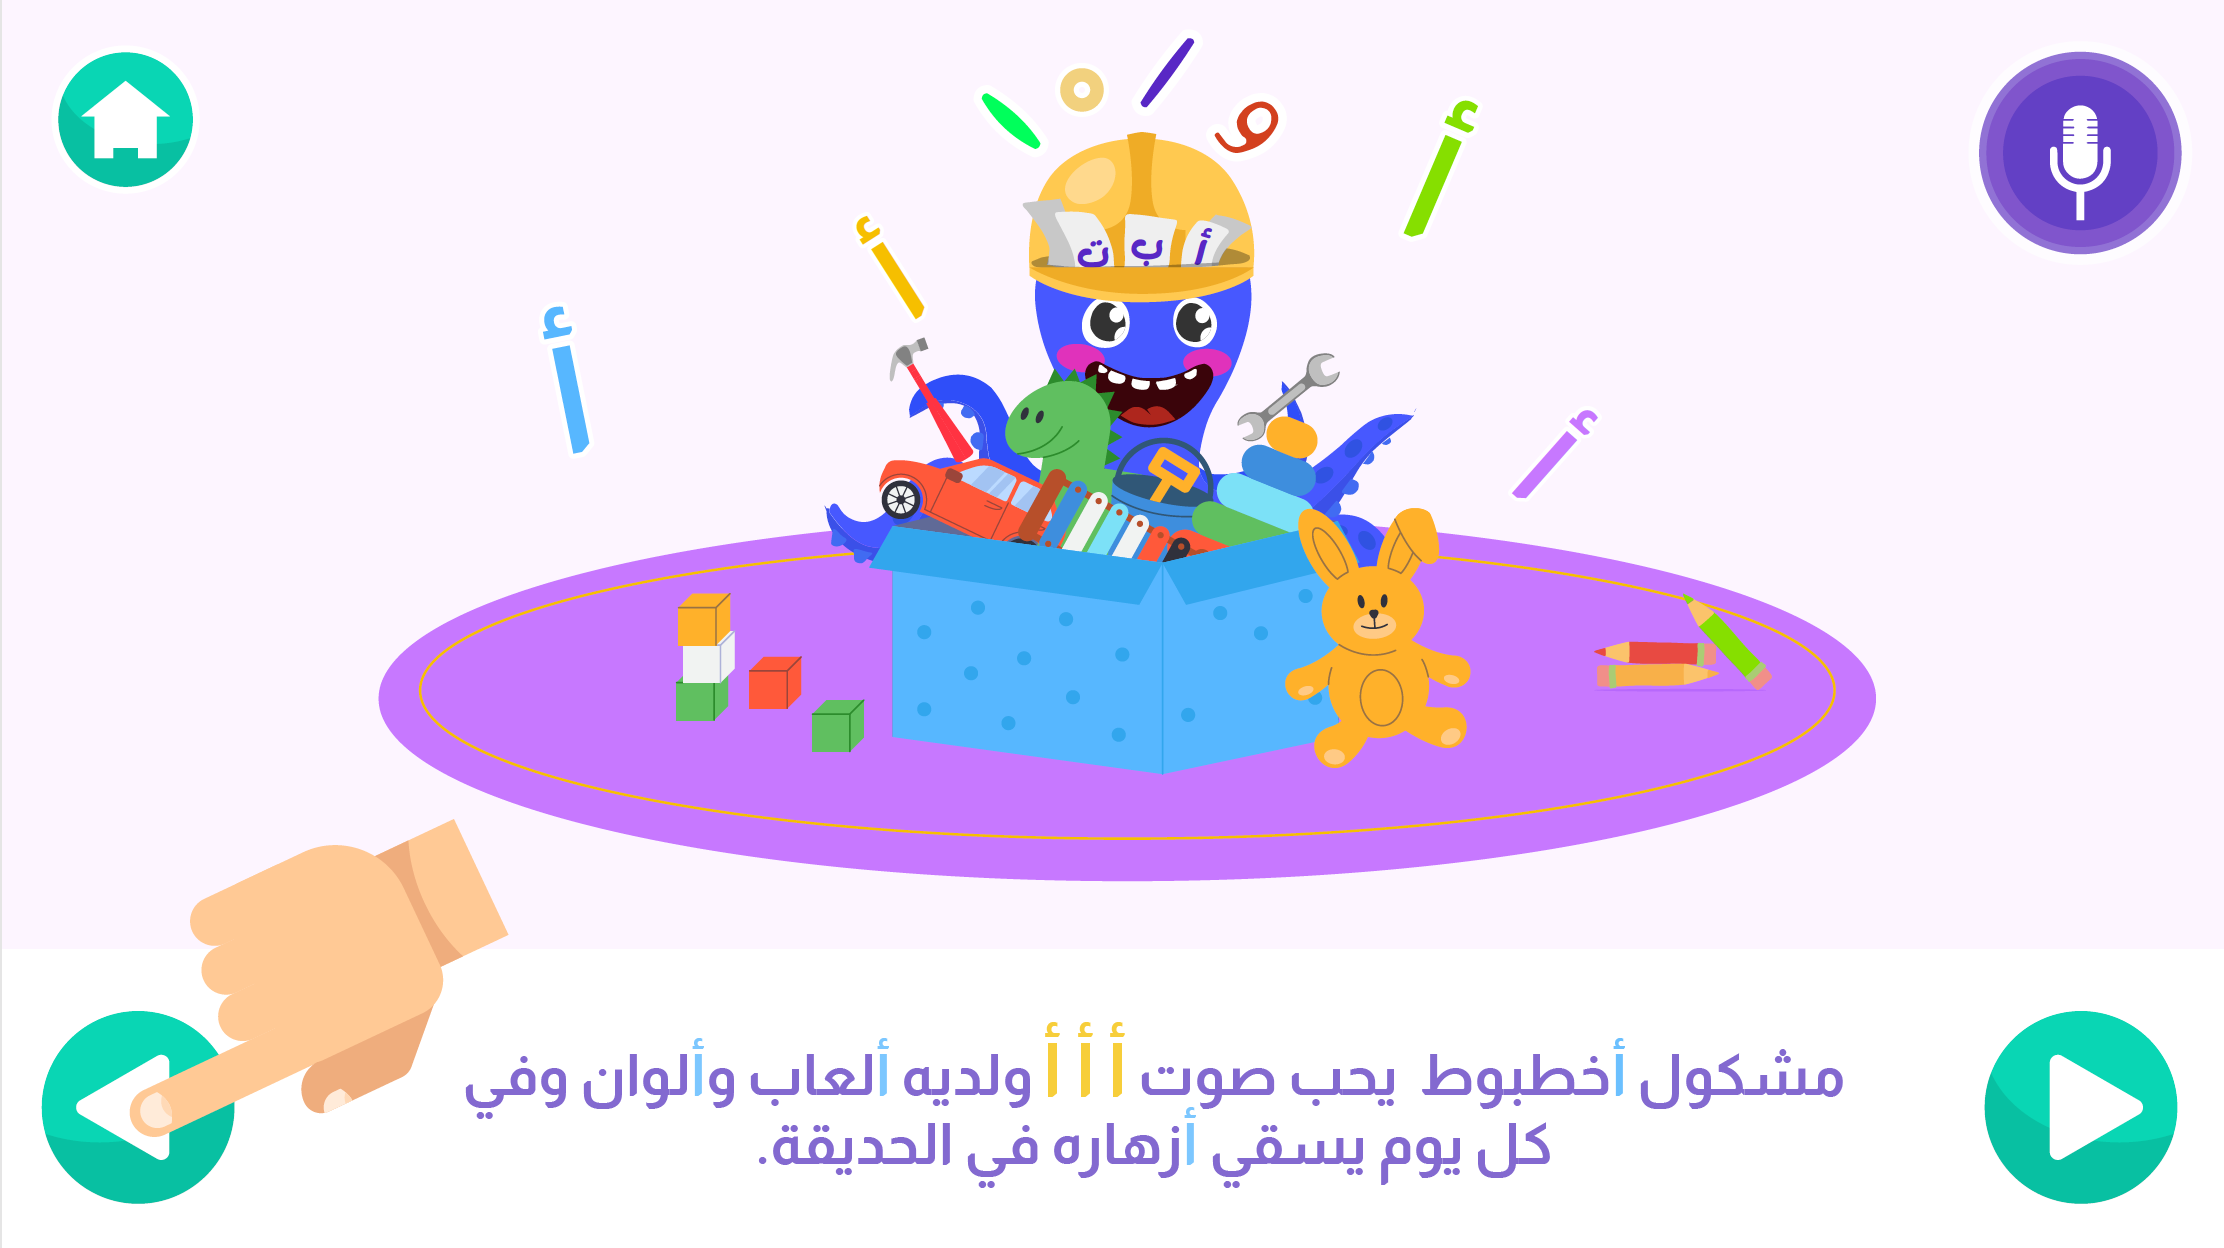 أ
أ
أ
أ
و
أ ب ت
مشكول أخطبوط يحب صوت أ أ أ ولديه ألعاب وألوان وفي
كل يوم يسقي أزهاره في الحديقة.